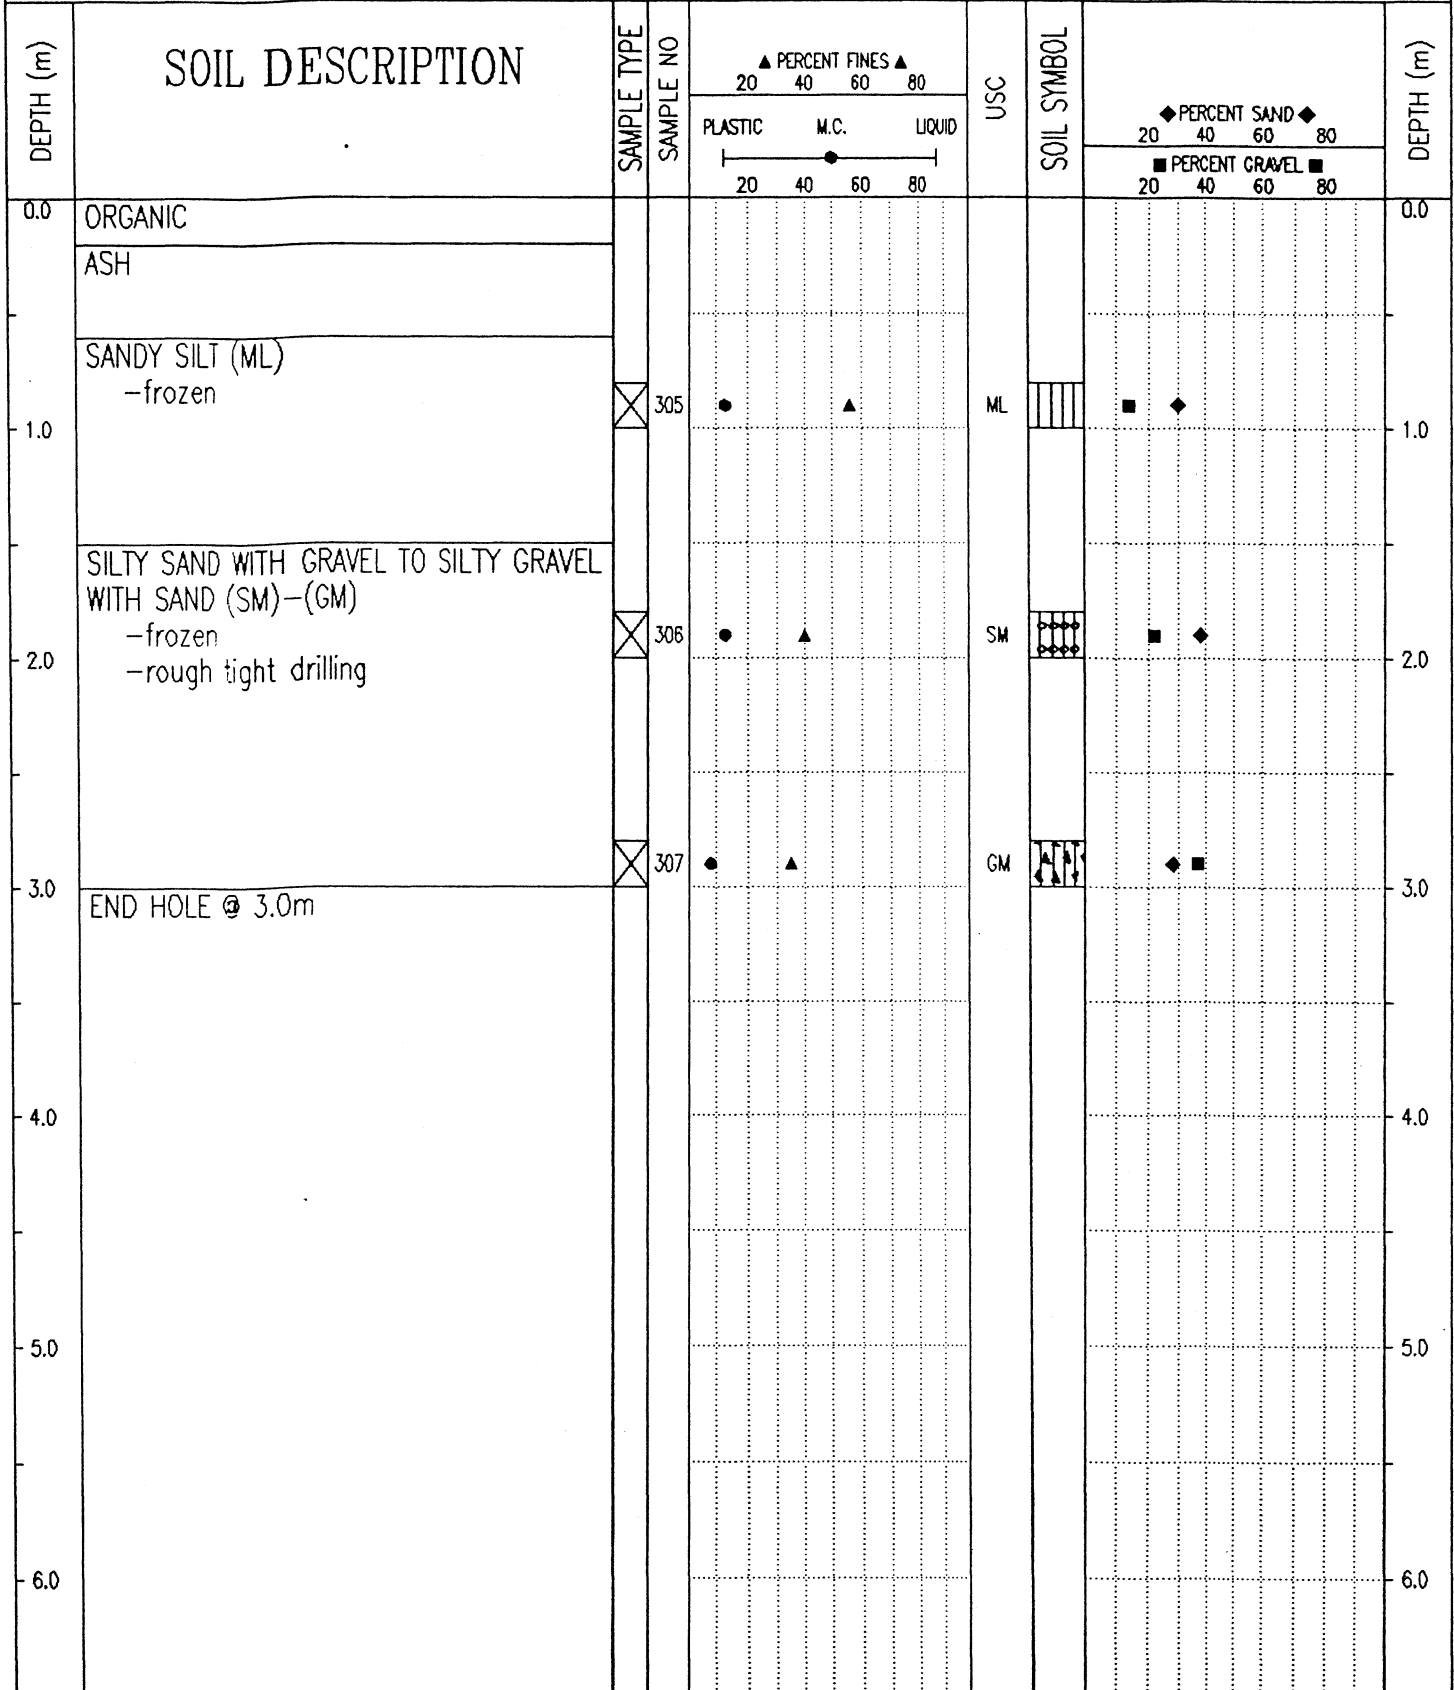 DEPTH (m)
SOIL DESCRIPTION
SAMPLE TYPE
SAMPLE NO
▲ PERCENT FINES ▲
20 40 60 80
PLASTIC M.C. LIQUID
20 40 60 80
USC
SOIL SYMBOL
◆ PERCENT SAND ◆
20 40 60 80
■ PERCENT GRAVEL ■
20 40 60 80
DEPTH (m)
0.0 ORGANIC 0.0
ASH
SANDY SILT (ML)
-frozen
305 ML
1.0 1.0
SILTY SAND WITH GRAVEL TO SILTY GRAVEL
WITH SAND (SM)-(GM)
-frozen
306 SM
2.0 2.0
-rough tight drilling
307 GM
3.0 3.0
END HOLE @ 3.0m
4.0 4.0
5.0 5.0
6.0 6.0